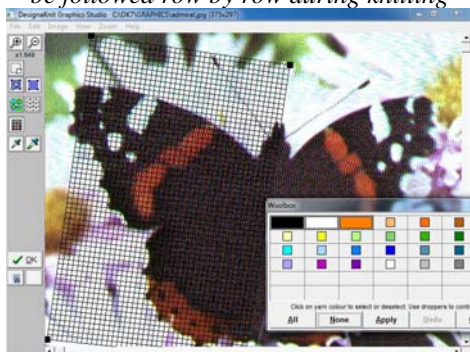 be followed row by row during knitting
DesignaKnit Graphics Studio C:\DK7\GRAPHICS\admiral.jpg [375x297]
File Edit Image View Zoom Help
x1.949
Woolbox
OK
Click on yarn colour to select or deselect. Use droppers to
All None Apply Undo